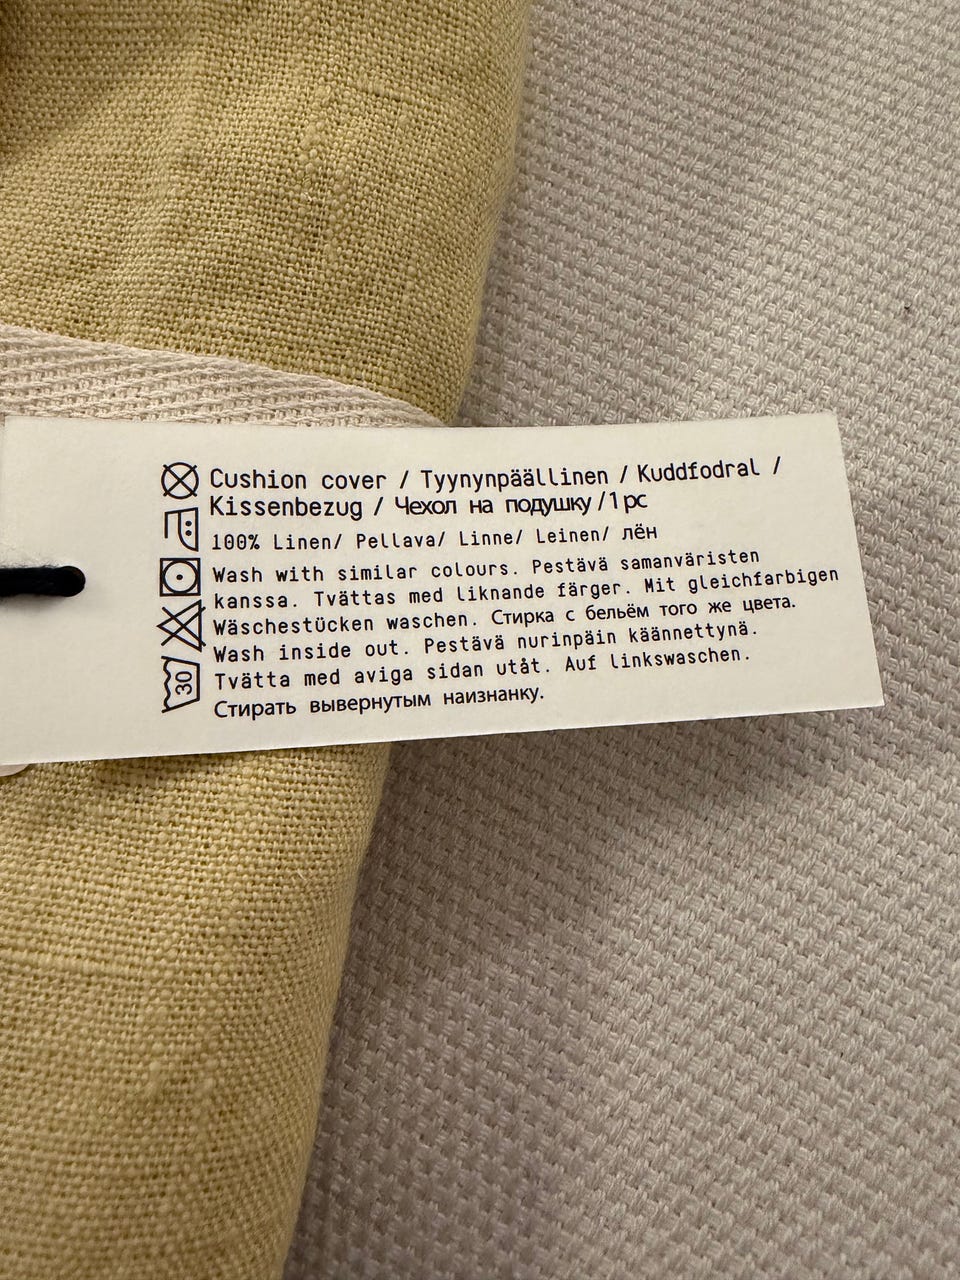 Cushion cover / Tyynynpäällinen / Kuddfodral /
Kissenbezug / Чехол на подушку /1 pc
100% Linen/ Pellava/ Linne/ Leinen/ лён
Wash with similar colours. Pestävä samanväristen
kanssa. Tvättas med liknande färger. Mit gleichfarbigen
Wäschestücken waschen. Стирка с бельём того же цвета.
Wash inside out. Pestävä nurinpäin käännettynä.
Tvätta med aviga sidan utåt. Auf linkswaschen.
Стирать вывернутым наизнанку.
30